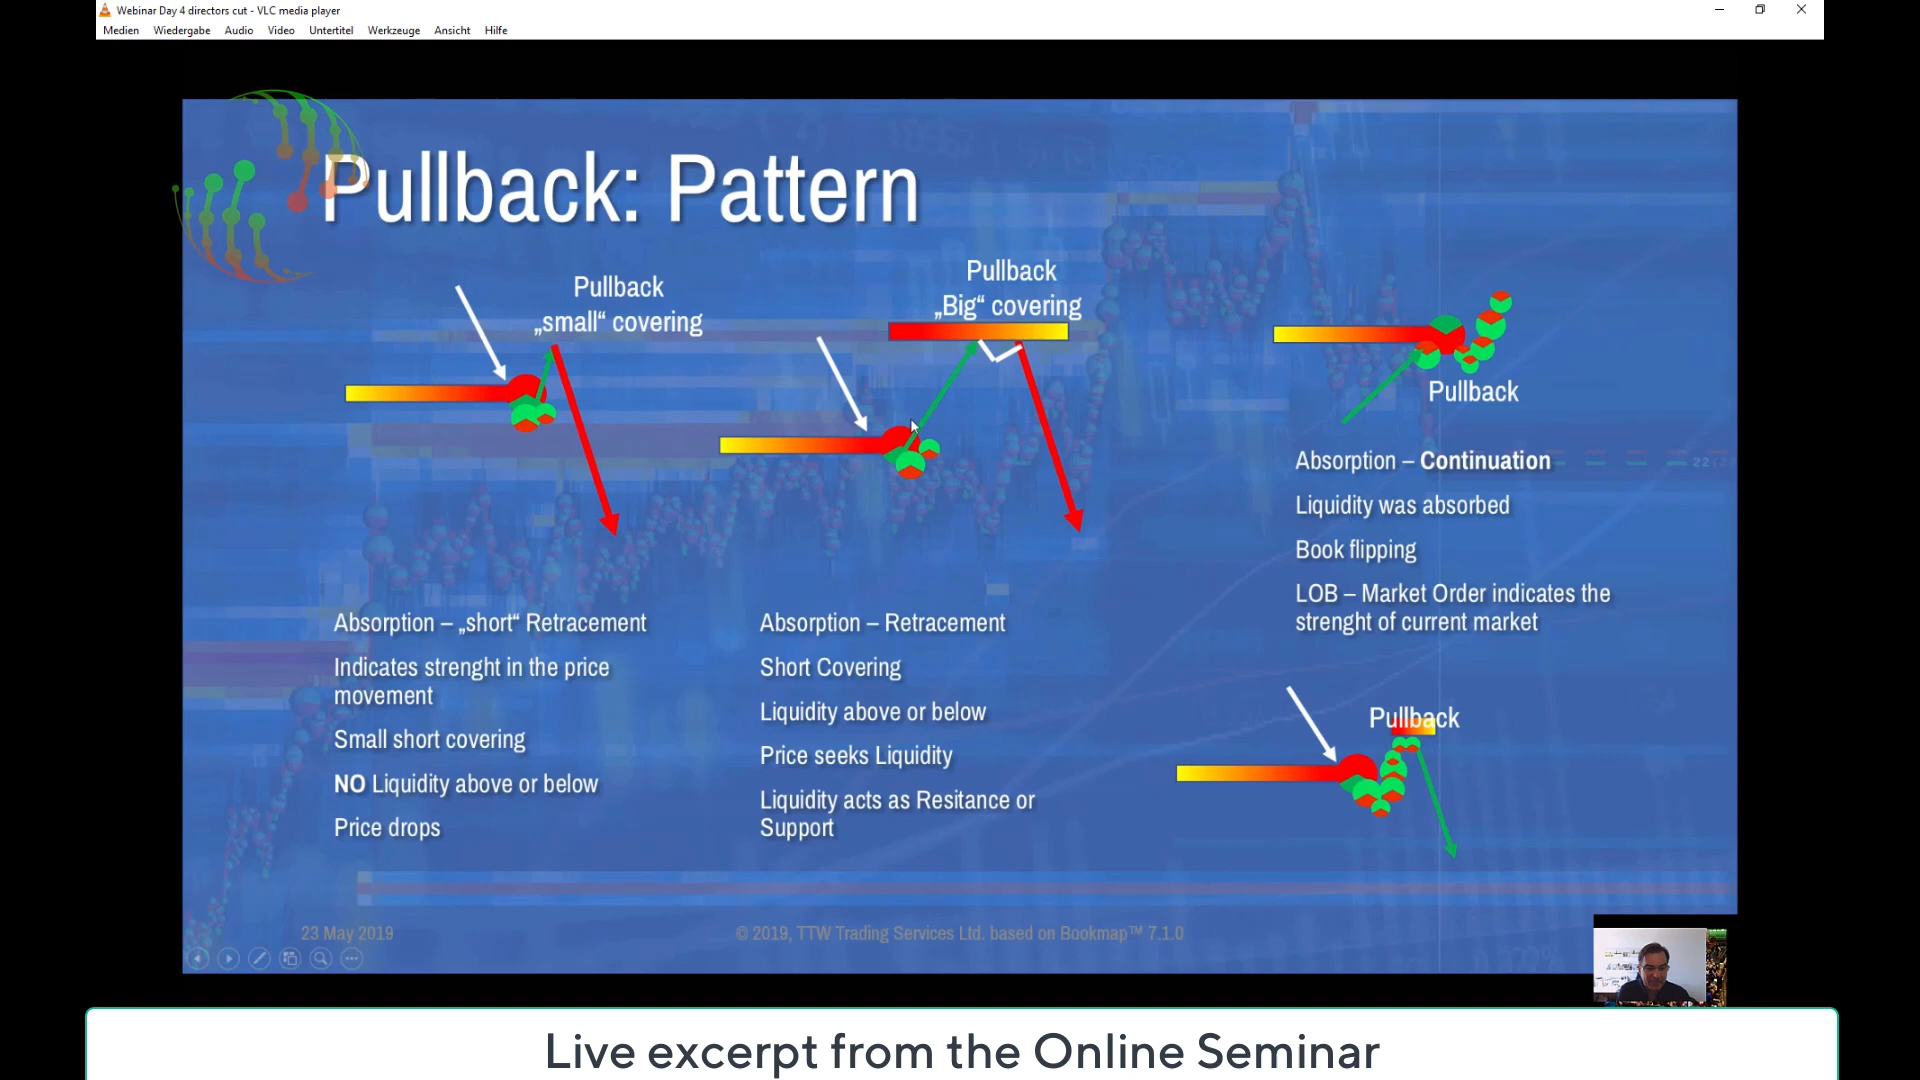 Webinar Day 4 directors cut - VLC media player
Medien Wiedergabe Audio Video Untertitel Werkzeuge Ansicht Hilfe
Pullback: Pattern
Pullback
„small“ covering
Pullback
„Big“ covering
Pullback
Absorption – Continuation
Liquidity was absorbed
Book flipping
LOB – Market Order indicates the
strenght of current market
Absorption – „short“ Retracement
Indicates strenght in the price
movement
Small short covering
NO Liquidity above or below
Price drops
Absorption – Retracement
Short Covering
Liquidity above or below
Price seeks Liquidity
Liquidity acts as Resitance or
Support
Pullback
23 May 2019
© 2019, TTW Trading Services Ltd. based on Bookmap™ 7.1.0
Live excerpt from the Online Seminar